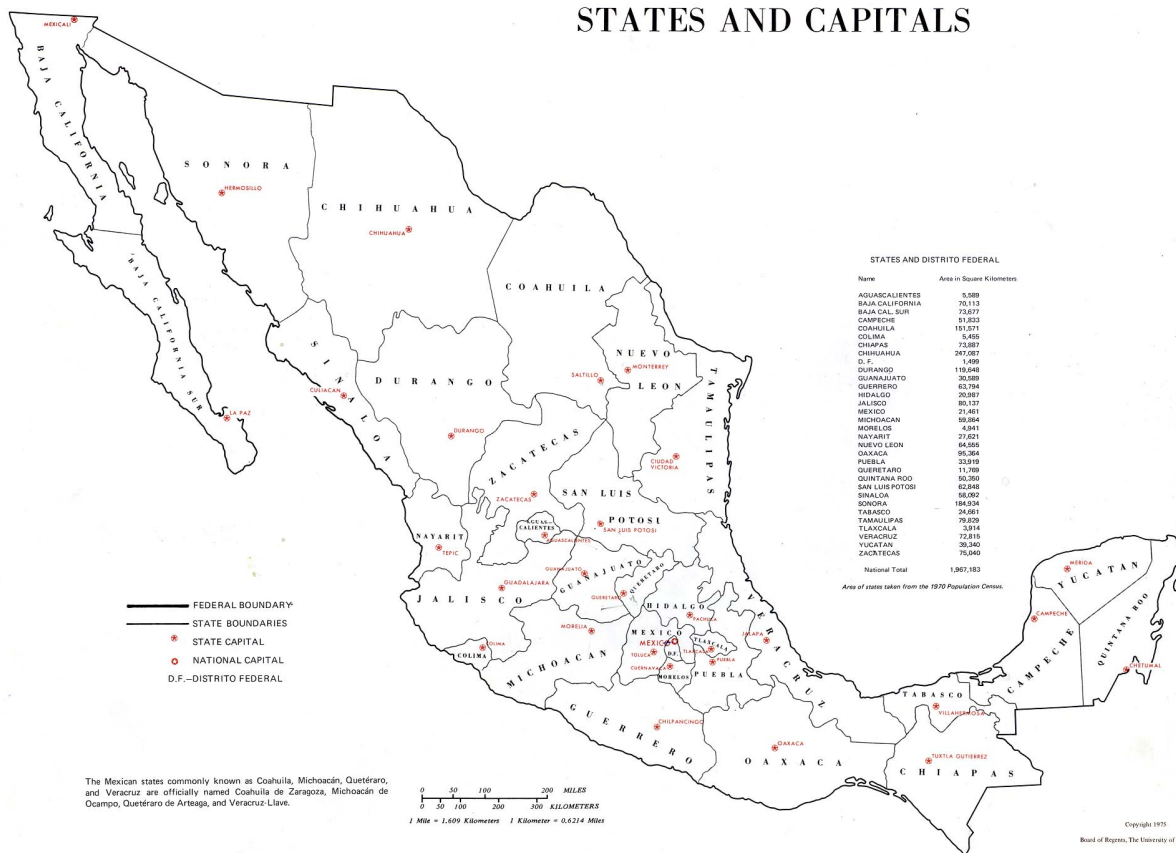 STATES AND CAPITALS
MEXICALI
BAJA CALIFORNIA
SONORA
HERMOSILLO
CHIHUAHUA
CHIHUAHUA
COAHUILA
BAJA CALIFORNIA SUR
LA PAZ
SINALOA
CULIACAN
DURANGO
DURANGO
SALTILLO
NUEVO
MONTERREY
LEON
TAMAULIPAS
CIUDAD
VICTORIA
ZACATECAS
ZACATECAS
SAN LUIS
POTOSI
SAN LUIS POTOSI
AGUAS-
CALIENTES
AGUASCALIENTES
NAYARIT
TEPIC
JALISCO
GUADALAJARA
GUANAJUATO
GUANAJUATO
QUERETARO
QUERETARO
HIDALGO
PACHUCA
COLIMA
COLIMA
MORELIA
MICHOACAN
MEXICO
MEXICO
D.F.
TOLUCA
TLAXCALA
TLAXCALA
CUERNAVACA
MORELOS
PUEBLA
PUEBLA
VERACRUZ
JALAPA
GUERRERO
CHILPANCINGO
OAXACA
OAXACA
TABASCO
VILLAHERMOSA
TUXTLA GUTIERREZ
CHIAPAS
CAMPECHE
CAMPECHE
MERIDA
YUCATAN
QUINTANA ROO
CHETUMAL
STATES AND DISTRITO FEDERAL
Name Area in Square Kilometers
AGUASCALIENTES 5,589
BAJA CALIFORNIA 70,113
BAJA CAL. SUR 73,677
CAMPECHE 51,833
COAHUILA 151,571
COLIMA 5,455
CHIAPAS 73,887
CHIHUAHUA 247,087
D. F. 1,499
DURANGO 119,648
GUANAJUATO 30,589
GUERRERO 63,794
HIDALGO 20,987
JALISCO 80,137
MEXICO 21,461
MICHOACAN 59,864
MORELOS 4,941
NAYARIT 27,621
NUEVO LEON 64,555
OAXACA 95,364
PUEBLA 33,919
QUERETARO 11,769
QUINTANA ROO 50,350
SAN LUIS POTOSI 62,848
SINALOA 58,092
SONORA 184,934
TABASCO 24,661
TAMAULIPAS 79,829
TLAXCALA 3,914
VERACRUZ 72,815
YUCATAN 39,340
ZACATECAS 75,040
National Total 1,967,183
Area of states taken from the 1970 Population Census.
FEDERAL BOUNDARY
STATE BOUNDARIES
STATE CAPITAL
NATIONAL CAPITAL
D.F.—DISTRITO FEDERAL
The Mexican states commonly known as Coahuila, Michoacán, Quetéraro,
and Veracruz are officially named Coahuila de Zaragoza, Michoacán de
Ocampo, Quetéraro de Arteaga, and Veracruz-Llave.
0 50 100 200 MILES
0 50 100 200 300 KILOMETERS
1 Mile = 1.609 Kilometers 1 Kilometer = 0.6214 Miles
Copyright 1975
Board of Regents, The University of